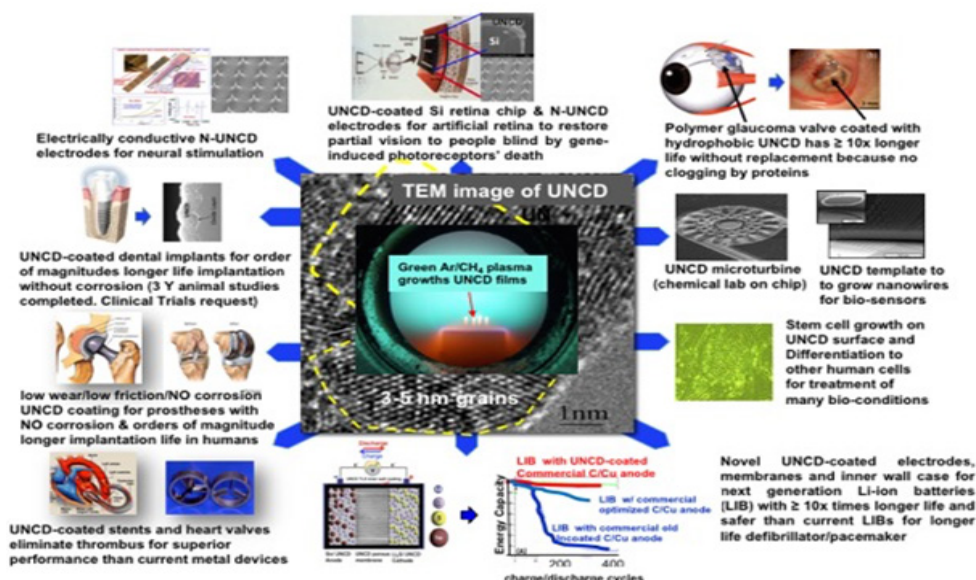 Electrically conductive N-UNCD
electrodes for neural stimulation
UNCD
Si
UNCD-coated Si retina chip & N-UNCD
electrodes for artificial retina to restore
partial vision to people blind by gene-
induced photoreceptors' death
Polymer glaucoma valve coated with
hydrophobic UNCD has ≥ 10x longer
life without replacement because no
clogging by proteins
UNCD-coated dental implants for order
of magnitudes longer life implantation
without corrosion (3 Y animal studies
completed. Clinical Trials request)
TEM image of UNCD
Green Ar/CH₄ plasma
growths UNCD films
3-5 nm grains
1nm
UNCD microturbine
(chemical lab on chip)
UNCD template to
to grow nanowires
for bio-sensors
Stem cell growth on
UNCD surface and
Differentiation to
other human cells
for treatment of
many bio-conditions
low wear/low friction/NO corrosion
UNCD coating for prostheses with
NO corrosion & orders of magnitude
longer implantation life in humans
UNCD-coated stents and heart valves
eliminate thrombus for superior
performance than current metal devices
Discharge
Charge
LIB with UNCD-coated
Commercial C/Cu anode
LIB w/ commercial
optimized C/Cu anode
LIB with commercial old
Uncoated C/Cu anode
Energy Capacity
(A)
200
400
charge/discharge cycles
Novel UNCD-coated electrodes,
membranes and inner wall case for
next generation Li-ion batteries
(LIB) with ≥ 10x times longer life and
safer than current LIBs for longer
life defibrillator/pacemaker